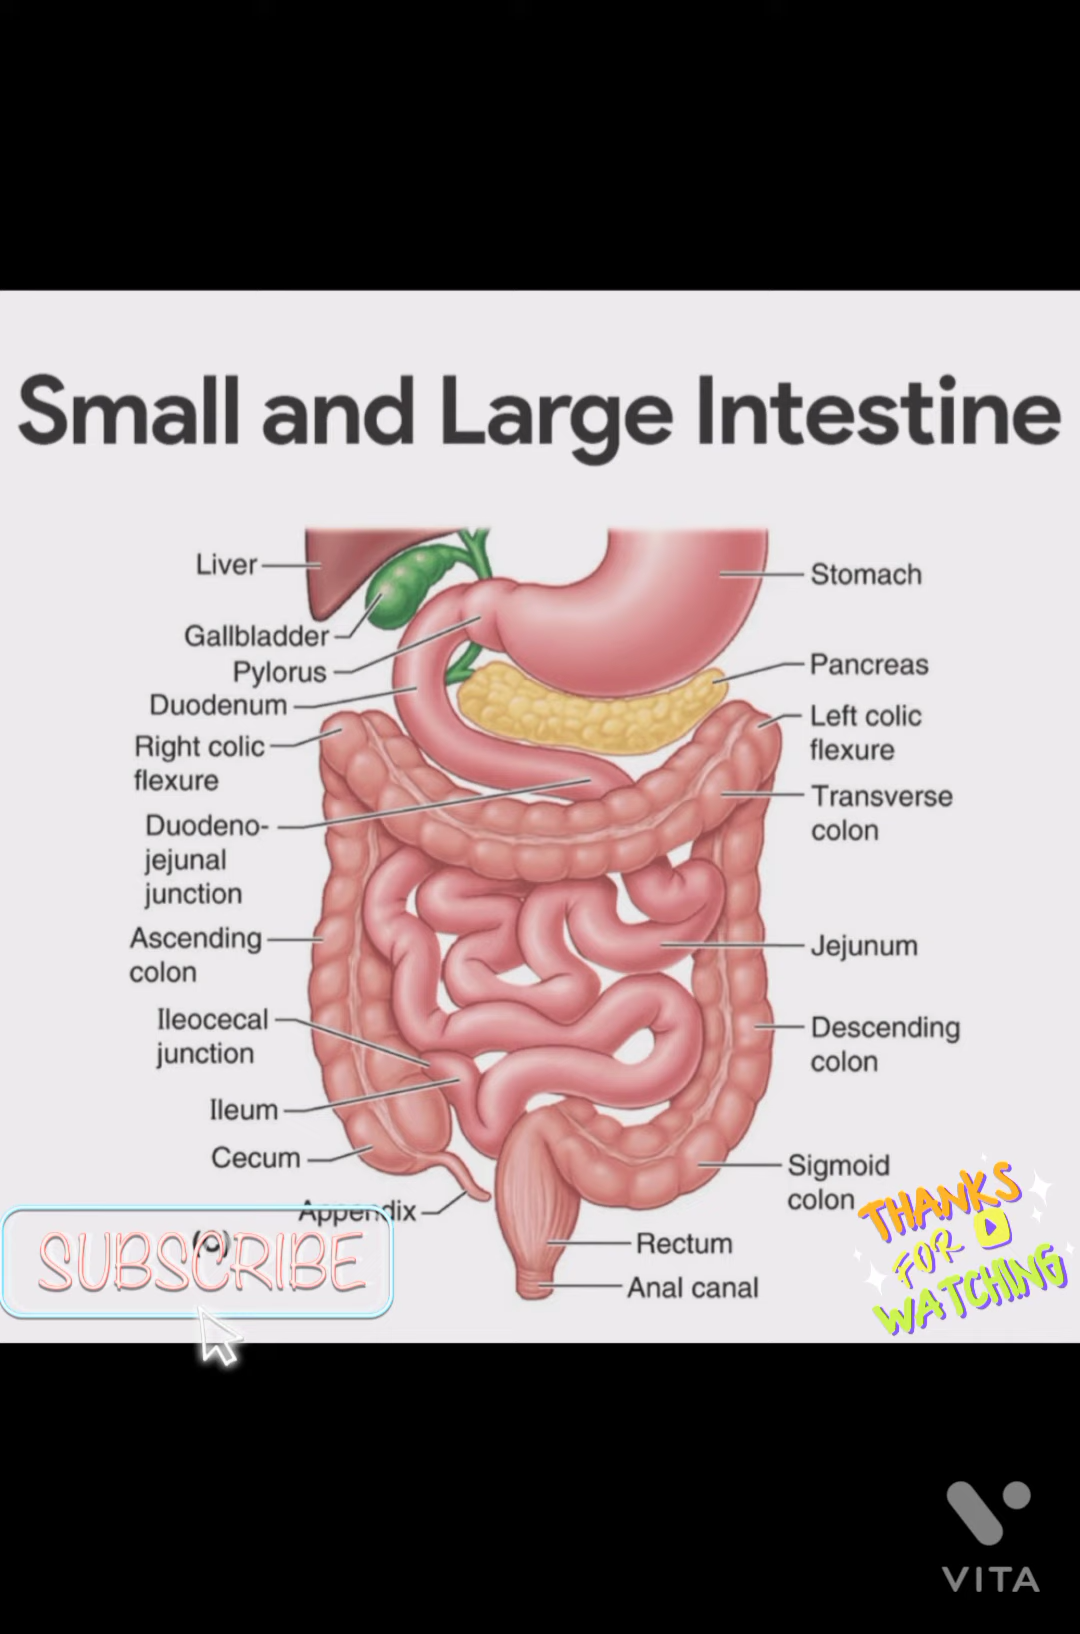 Small and Large Intestine
Liver
Gallbladder
Pylorus
Duodenum
Right colic
flexure
Duodeno-
jejunal
junction
Ascending
colon
Ileocecal
junction
Ileum
Cecum
Appendix
Stomach
Pancreas
Left colic
flexure
Transverse
colon
Jejunum
Descending
colon
Sigmoid
colon
Rectum
Anal canal
SUBSCRIBE
THANKS
FOR
WATCHING
VITA